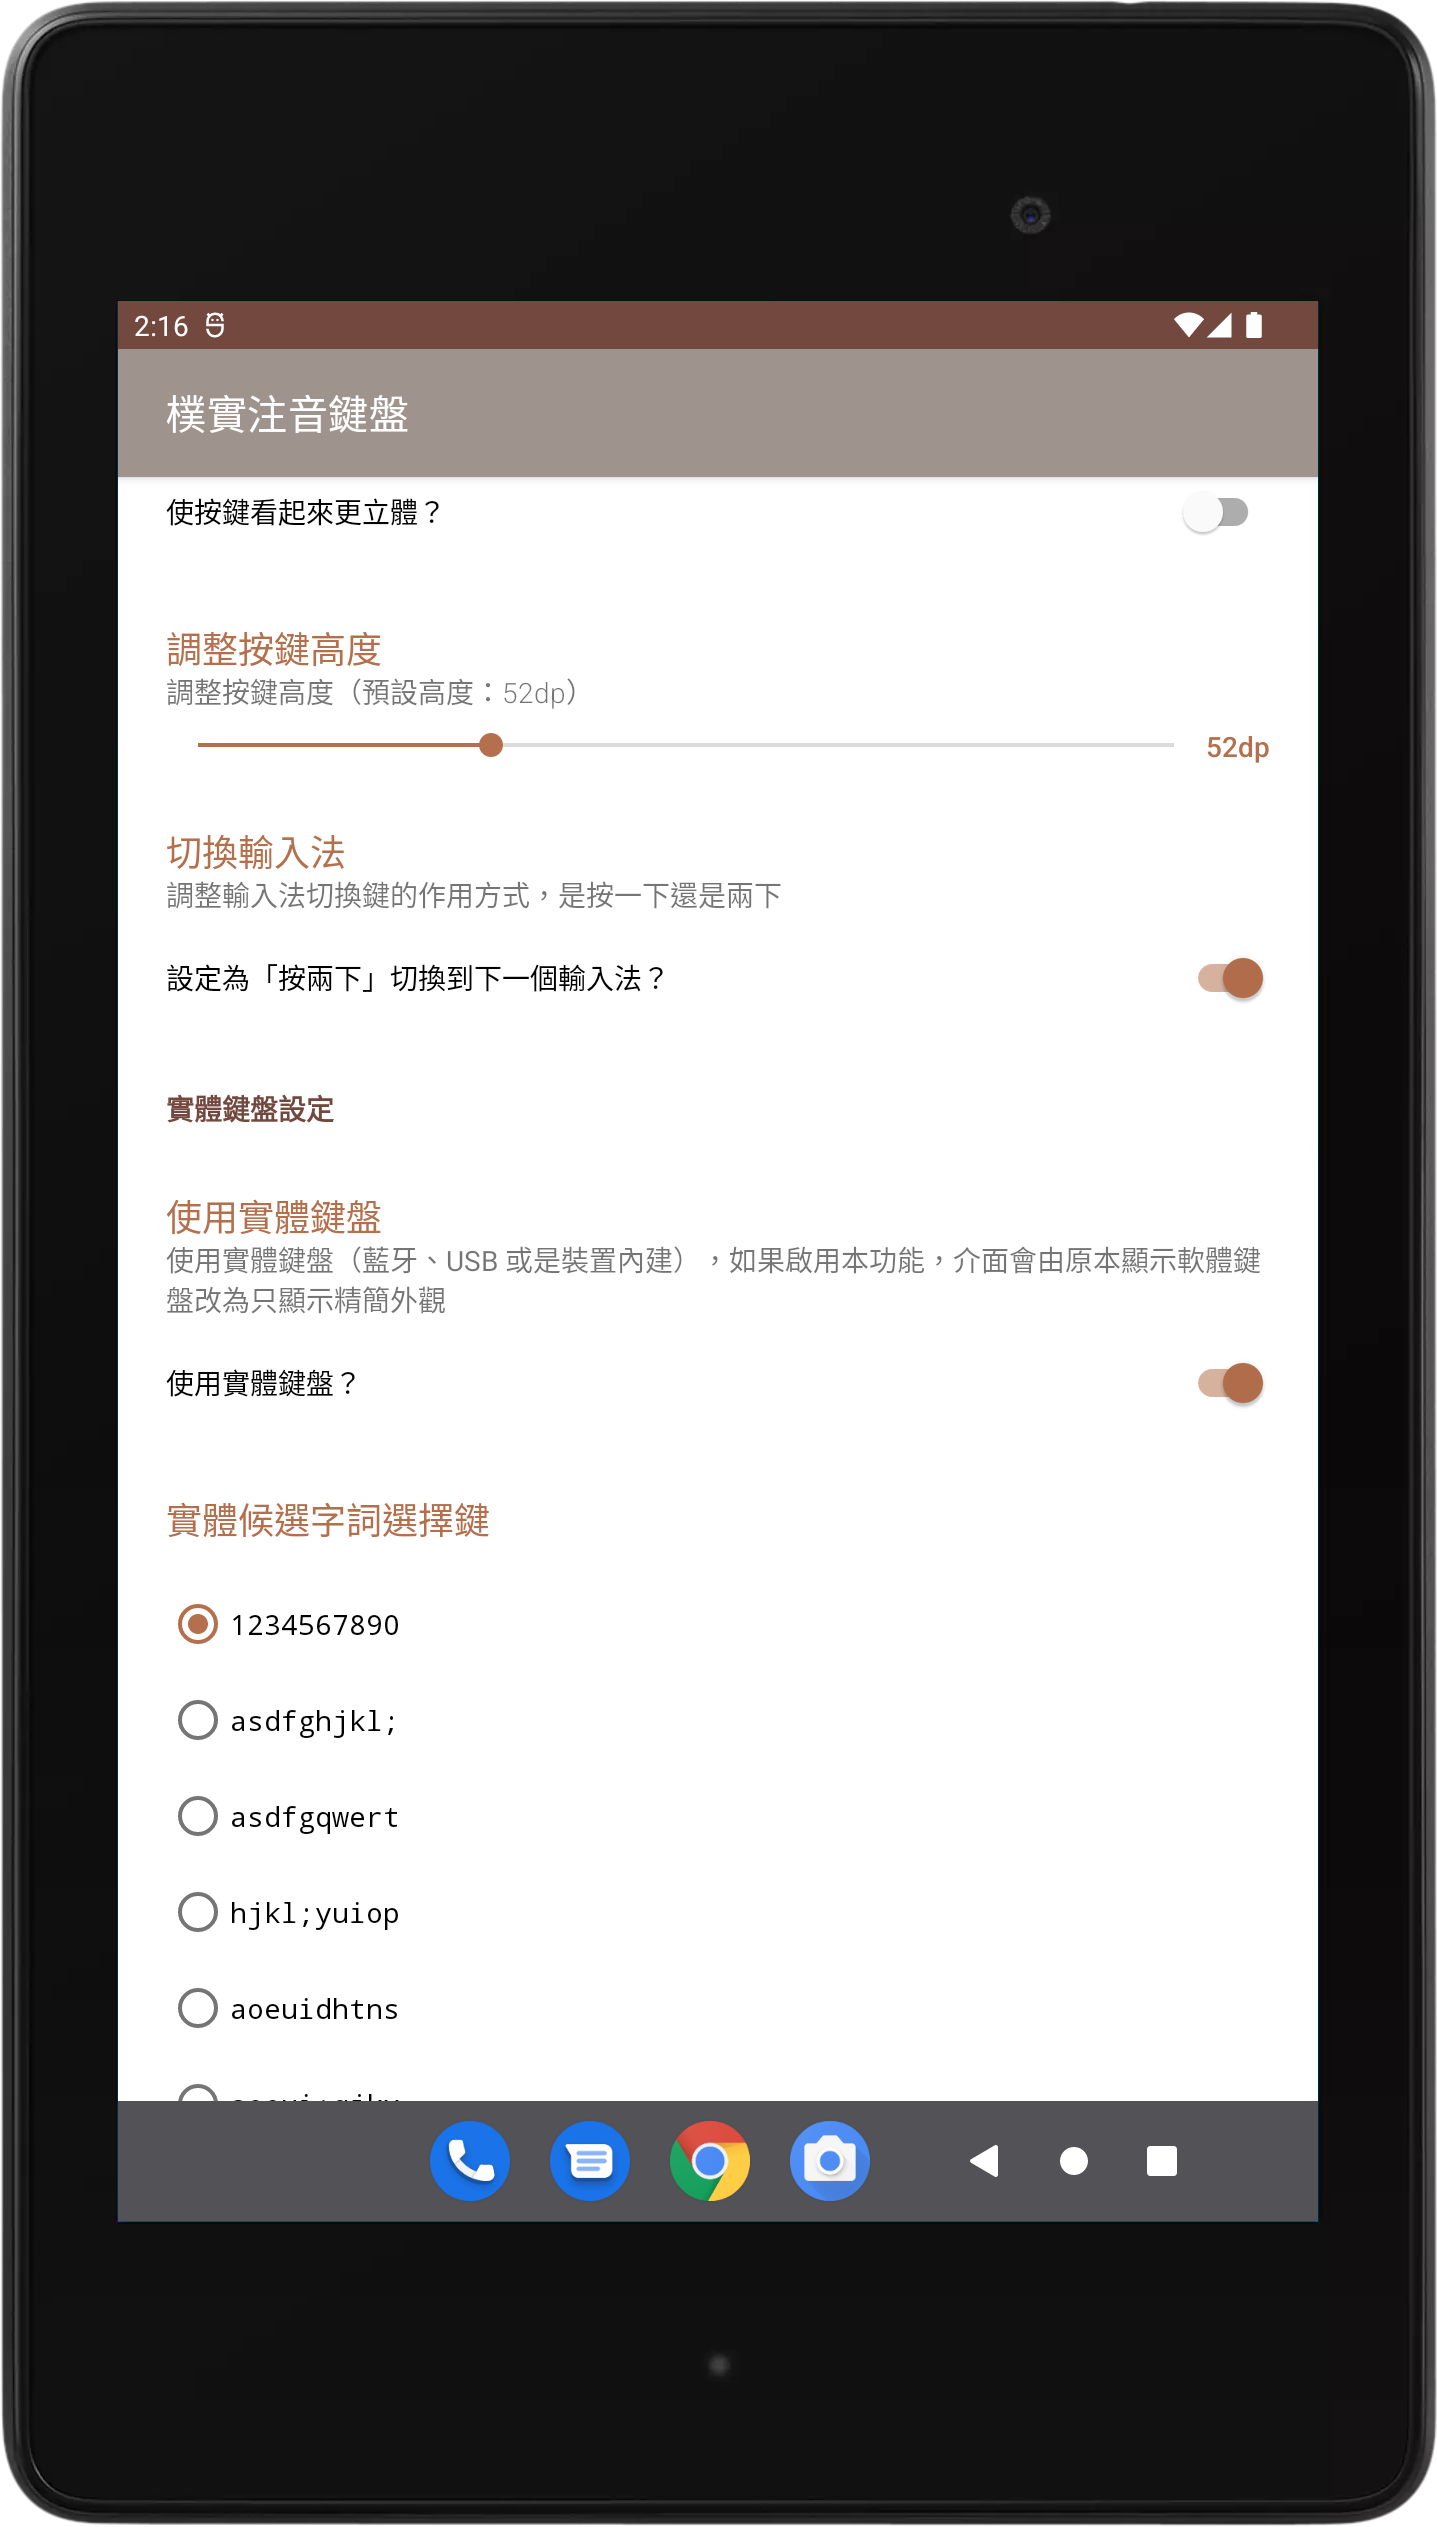 2:16
樸實注音鍵盤
使按鍵看起來更立體？
調整按鍵高度
調整按鍵高度（預設高度：52dp）
52dp
切換輸入法
調整輸入法切換鍵的作用方式，是按一下還是兩下
設定為「按兩下」切換到下一個輸入法？
實體鍵盤設定
使用實體鍵盤
使用實體鍵盤（藍牙、USB 或是裝置內建），如果啟用本功能，介面會由原本顯示軟體鍵
盤改為只顯示精簡外觀
使用實體鍵盤？
實體候選字詞選擇鍵
1234567890
asdfghjkl;
asdfgqwert
hjkl;yuiop
aoeuidhtns